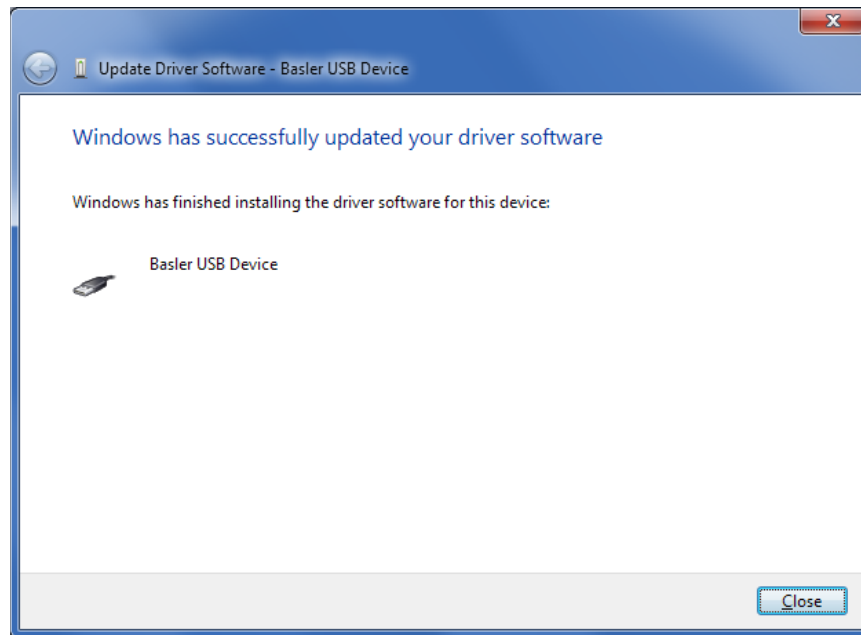 Update Driver Software - Basler USB Device
Windows has successfully updated your driver software
Windows has finished installing the driver software for this device:
Basler USB Device
Close